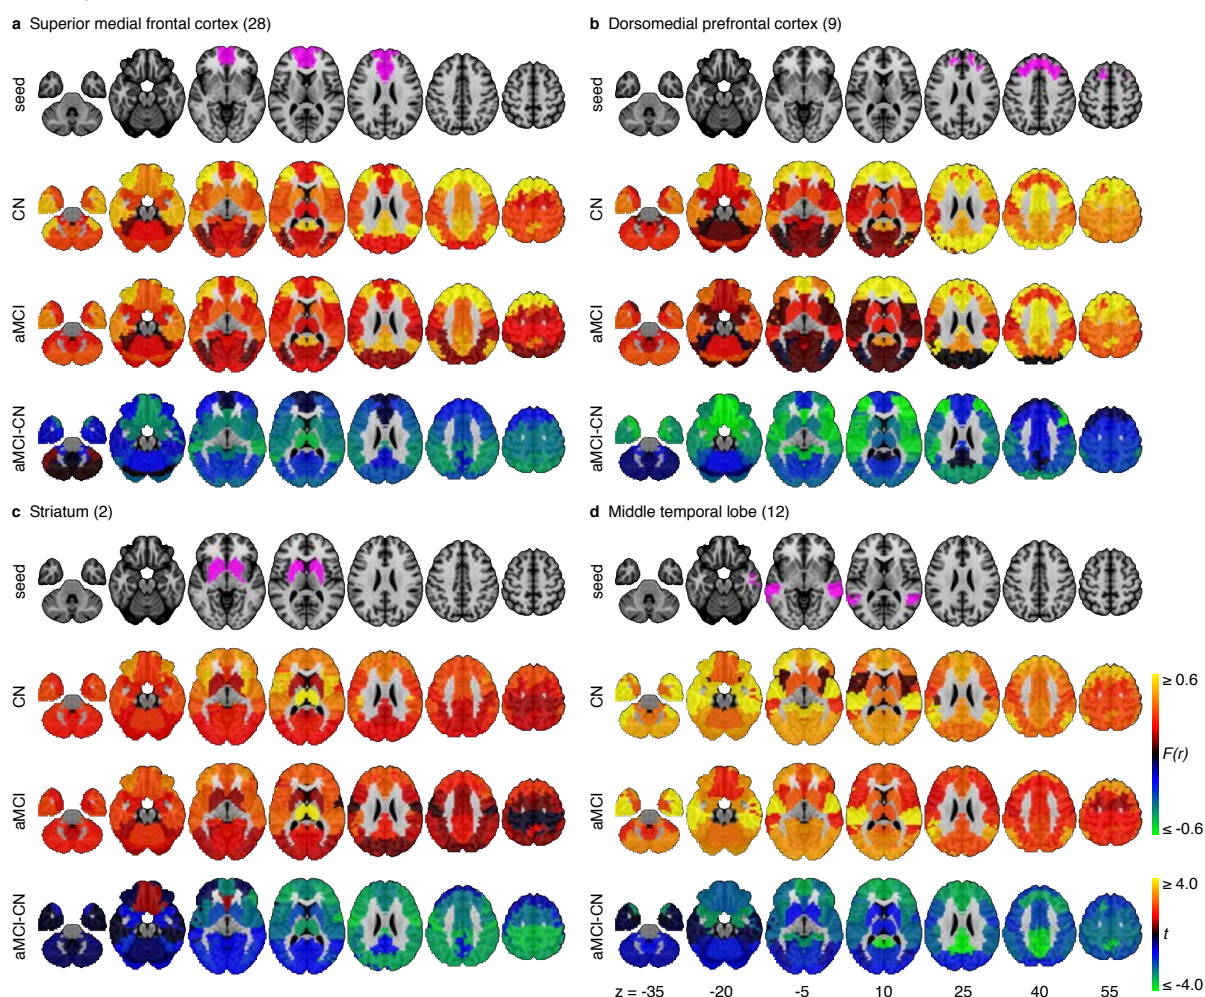 a Superior medial frontal cortex (28)
b Dorsomedial prefrontal cortex (9)
seed
seed
CN
CN
aMCI
aMCI
aMCI-CN
aMCI-CN
c Striatum (2)
d Middle temporal lobe (12)
seed
seed
CN
CN
≥ 0.6
F(r)
≤ -0.6
aMCI
aMCI
aMCI-CN
aMCI-CN
≥ 4.0
t
≤ -4.0
z = -35 -20 -5 10 25 40 55